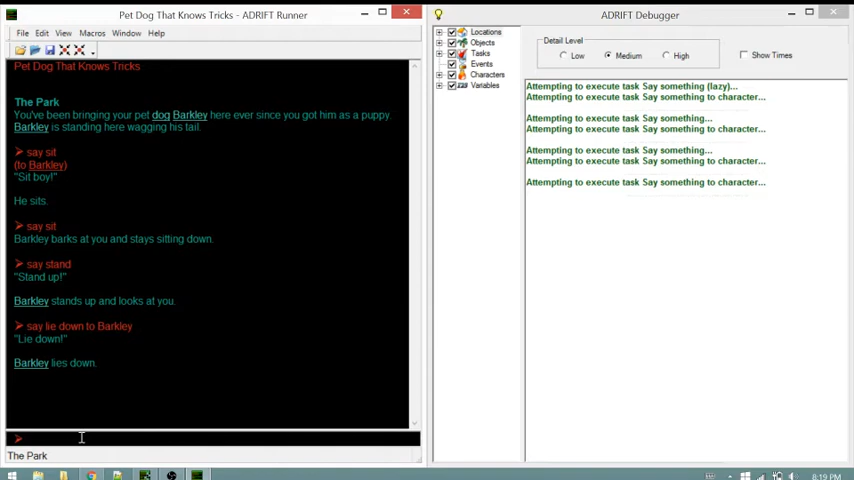 Pet Dog That Knows Tricks - ADRIFT Runner
File Edit View Macros Window Help
Pet Dog That Knows Tricks
The Park
You've been bringing your pet dog Barkley here ever since you got him as a puppy.
Barkley is standing here wagging his tail.
say sit
(to Barkley)
"Sit boy!"
He sits.
say sit
Barkley barks at you and stays sitting down.
say stand
"Stand up!"
Barkley stands up and looks at you.
say lie down to Barkley
"Lie down!"
Barkley lies down.
The Park
ADRIFT Debugger
Locations
Objects
Tasks
Events
Characters
Variables
Detail Level
Low Medium High
Show Times
Attempting to execute task Say something (lazy)...
Attempting to execute task Say something to character...
Attempting to execute task Say something...
Attempting to execute task Say something to character...
Attempting to execute task Say something...
Attempting to execute task Say something to character...
Attempting to execute task Say something to character...
8:19 PM